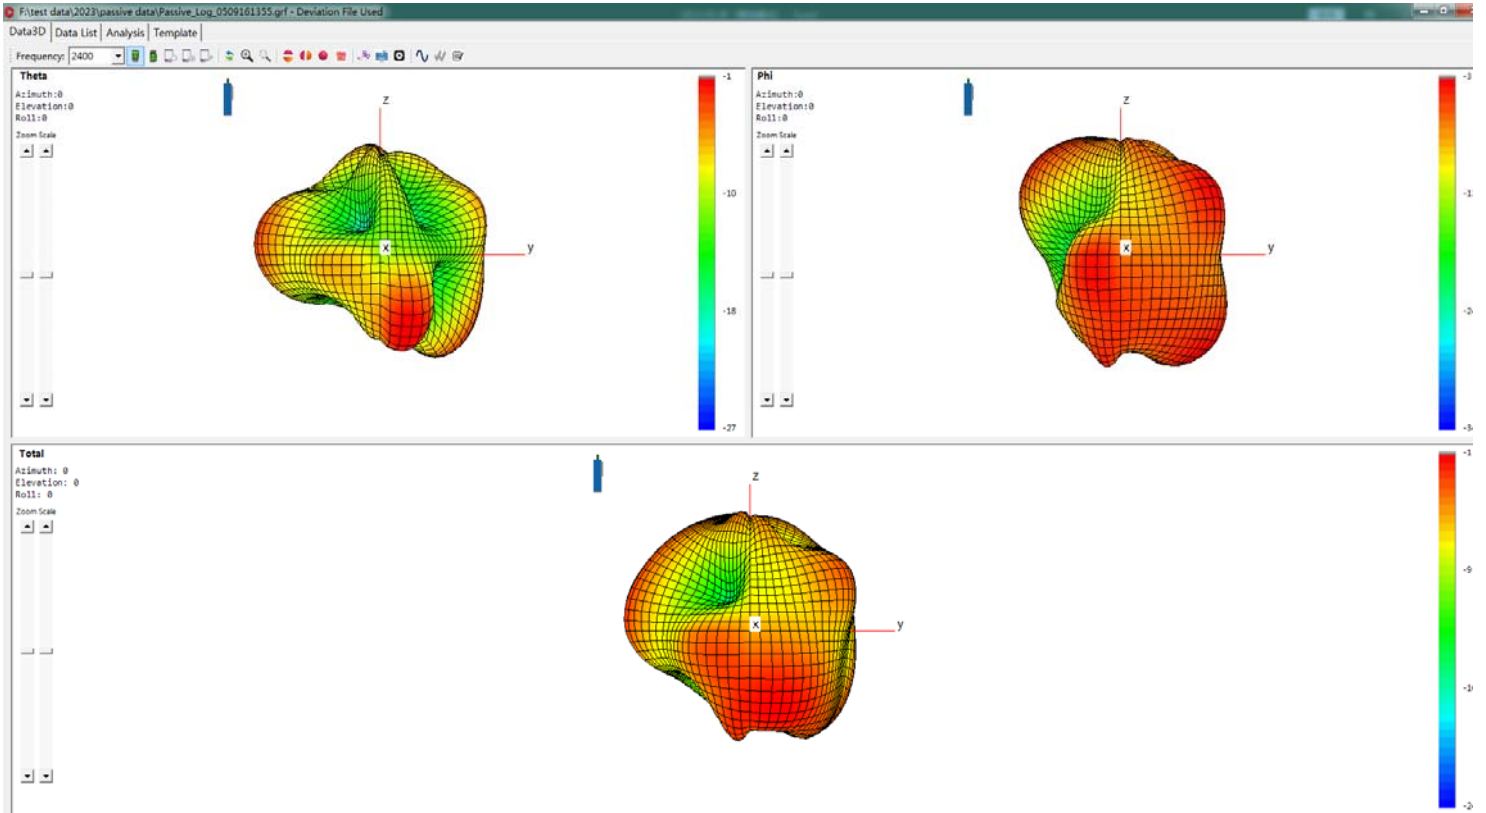 F:\test data\2023\passive data\Passive_Log_0509161355.grf - Deviation File Used
Data3D Data List Analysis Template
Frequency: 2400
Theta
Azimuth:0
Elevation:0
Roll:0
Zoom Scale
z
x
y
-1
-10
-18
-27
Phi
Azimuth:0
Elevation:0
Roll:0
Zoom Scale
z
x
y
Total
Azimuth: 0
Elevation: 0
Roll: 0
Zoom Scale
z
x
y
-1
-9